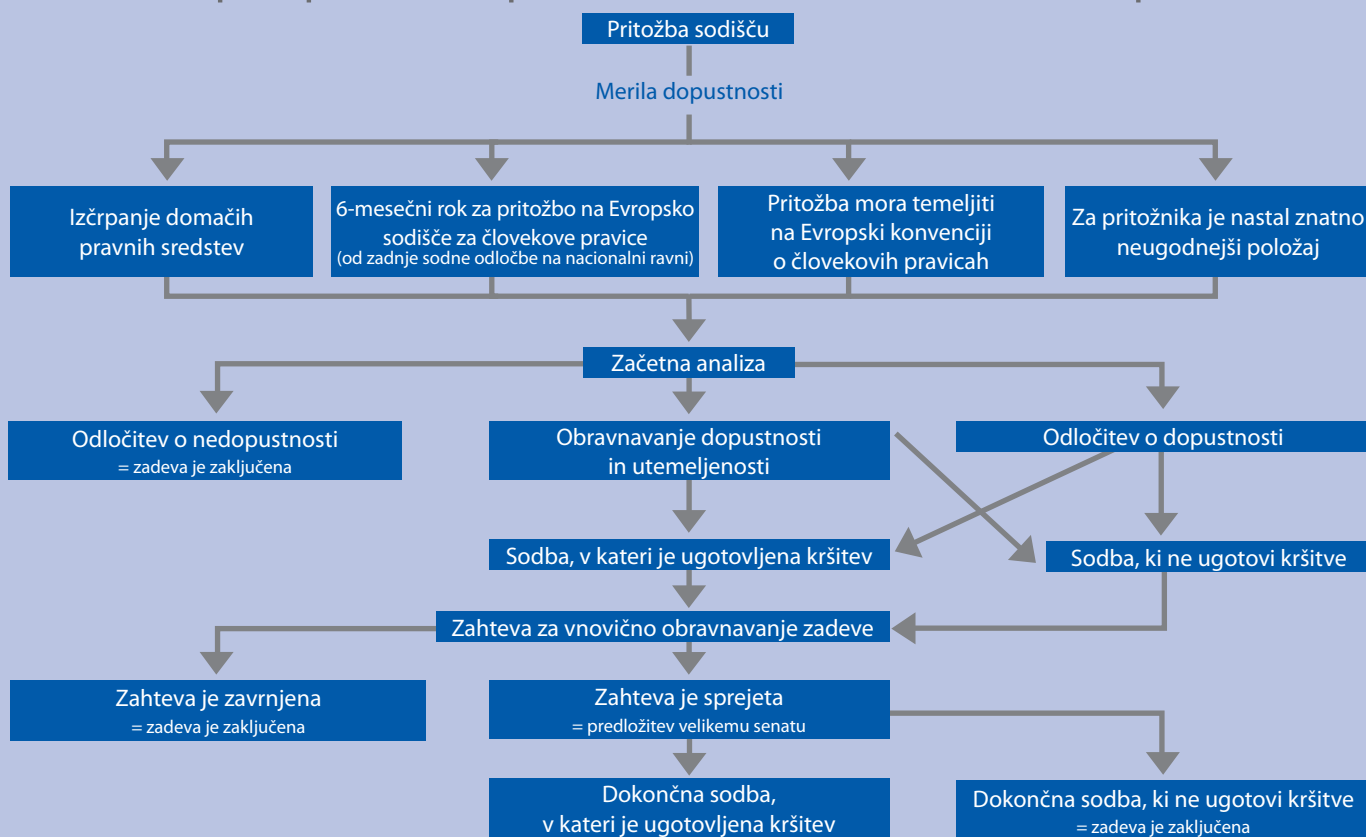 Pritožba sodišču
Merila dopustnosti
Izčrpanje domačih
pravnih sredstev
6-mesečni rok za pritožbo na Evropsko
sodišče za človekove pravice
(od zadnje sodne odločbe na nacionalni ravni)
Pritožba mora temeljiti
na Evropski konvenciji
o človekovih pravicah
Za pritožnika je nastal znatno
neugodnejši položaj
Začetna analiza
Odločitev o nedopustnosti
= zadeva je zaključena
Obravnavanje dopustnosti
in utemeljenosti
Odločitev o dopustnosti
Sodba, v kateri je ugotovljena kršitev
Sodba, ki ne ugotovi kršitve
Zahteva za vnovično obravnavanje zadeve
Zahteva je zavrnjena
= zadeva je zaključena
Zahteva je sprejeta
= predložitev velikemu senatu
Dokončna sodba,
v kateri je ugotovljena kršitev
Dokončna sodba, ki ne ugotovi kršitve
= zadeva je zaključena